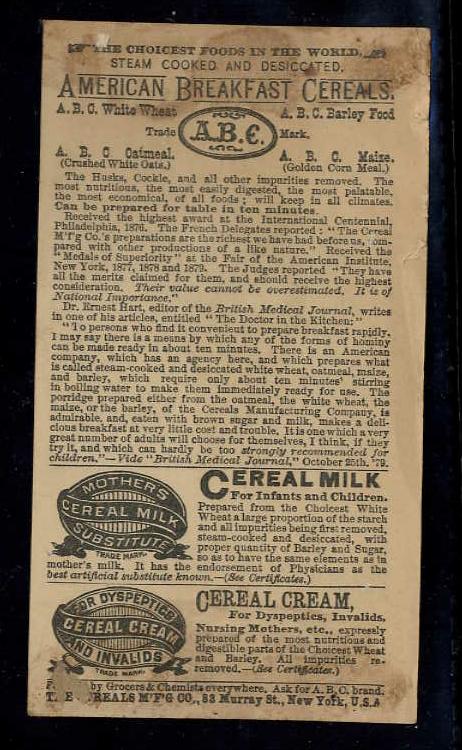 THE CHOICEST FOODS IN THE WORLD.
STEAM COOKED AND DESICCATED.
AMERICAN BREAKFAST CEREALS.
A. B. C. White Wheat
A. B. C. Barley Food
Trade A.B.C. Mark.
A. B. C. Oatmeal.
(Crushed White Oats.)
A. B. C. Maize.
(Golden Corn Meal.)
The Husks, Cockle, and all other impurities removed. The
most nutritious, the most easily digested, the most palatable,
the most economical, of all foods; will keep in all climates.
Can be prepared for table in ten minutes.
Received the highest award at the International Centennial,
Philadelphia, 1876. The French Delegates reported: "The Cereal
M'f'g Co.'s preparations are the richest we have had before us, com-
pared with other productions of a like nature." Received the
"Medals of Superiority" at the Fair of the American Institute,
New York, 1877, 1878 and 1879. The Judges reported "They have
all the merits claimed for them, and should receive the highest
consideration. Their value cannot be overestimated. It is of
National Importance."
Dr. Ernest Hart, editor of the British Medical Journal, writes
in one of his articles, entitled "The Doctor in the Kitchen:"
"To persons who find it convenient to prepare breakfast rapidly,
I may say there is a means by which any of the forms of hominy
can be made ready in about ten minutes. There is an American
company, which has an agency here, and which prepares what
is called steam-cooked and desiccated white wheat, oatmeal, maize,
and barley, which require only about ten minutes' stirring
in boiling water to make them immediately ready for use. The
porridge prepared either from the oatmeal, the white wheat, the
maize, or the barley, of the Cereals Manufacturing Company, is
admirable, and, eaten with brown sugar and milk, makes a deli-
cious breakfast at very little cost and trouble. It is one which a very
great number of adults will choose for themselves, I think, if they
try it, and which can hardly be too strongly recommended for
children."—Vide "British Medical Journal," October 25th, '79.
MOTHER'S
CEREAL MILK
SUBSTITUTE
TRADE MARK.
CEREAL MILK
For Infants and Children.
Prepared from the Choicest White
Wheat a large proportion of the starch
and all impurities being first removed,
steam-cooked and desiccated, with
proper quantity of Barley and Sugar,
so as to have the same elements as in
mother's milk. It has the endorsement of Physicians as the
best artificial substitute known.—(See Certificates.)
FOR DYSPEPTICS
CEREAL CREAM
AND INVALIDS
TRADE MARK.
CEREAL CREAM,
For Dyspeptics, Invalids,
Nursing Mothers, etc., expressly
prepared of the most nutritious and
digestible parts of the Choicest Wheat
and Barley. All impurities re-
moved.—(See Certificates.)
by Grocers & Chemists everywhere. Ask for A. B. C. brand.
REALS M'F'G CO., 83 Murray St., New York, U.S.A